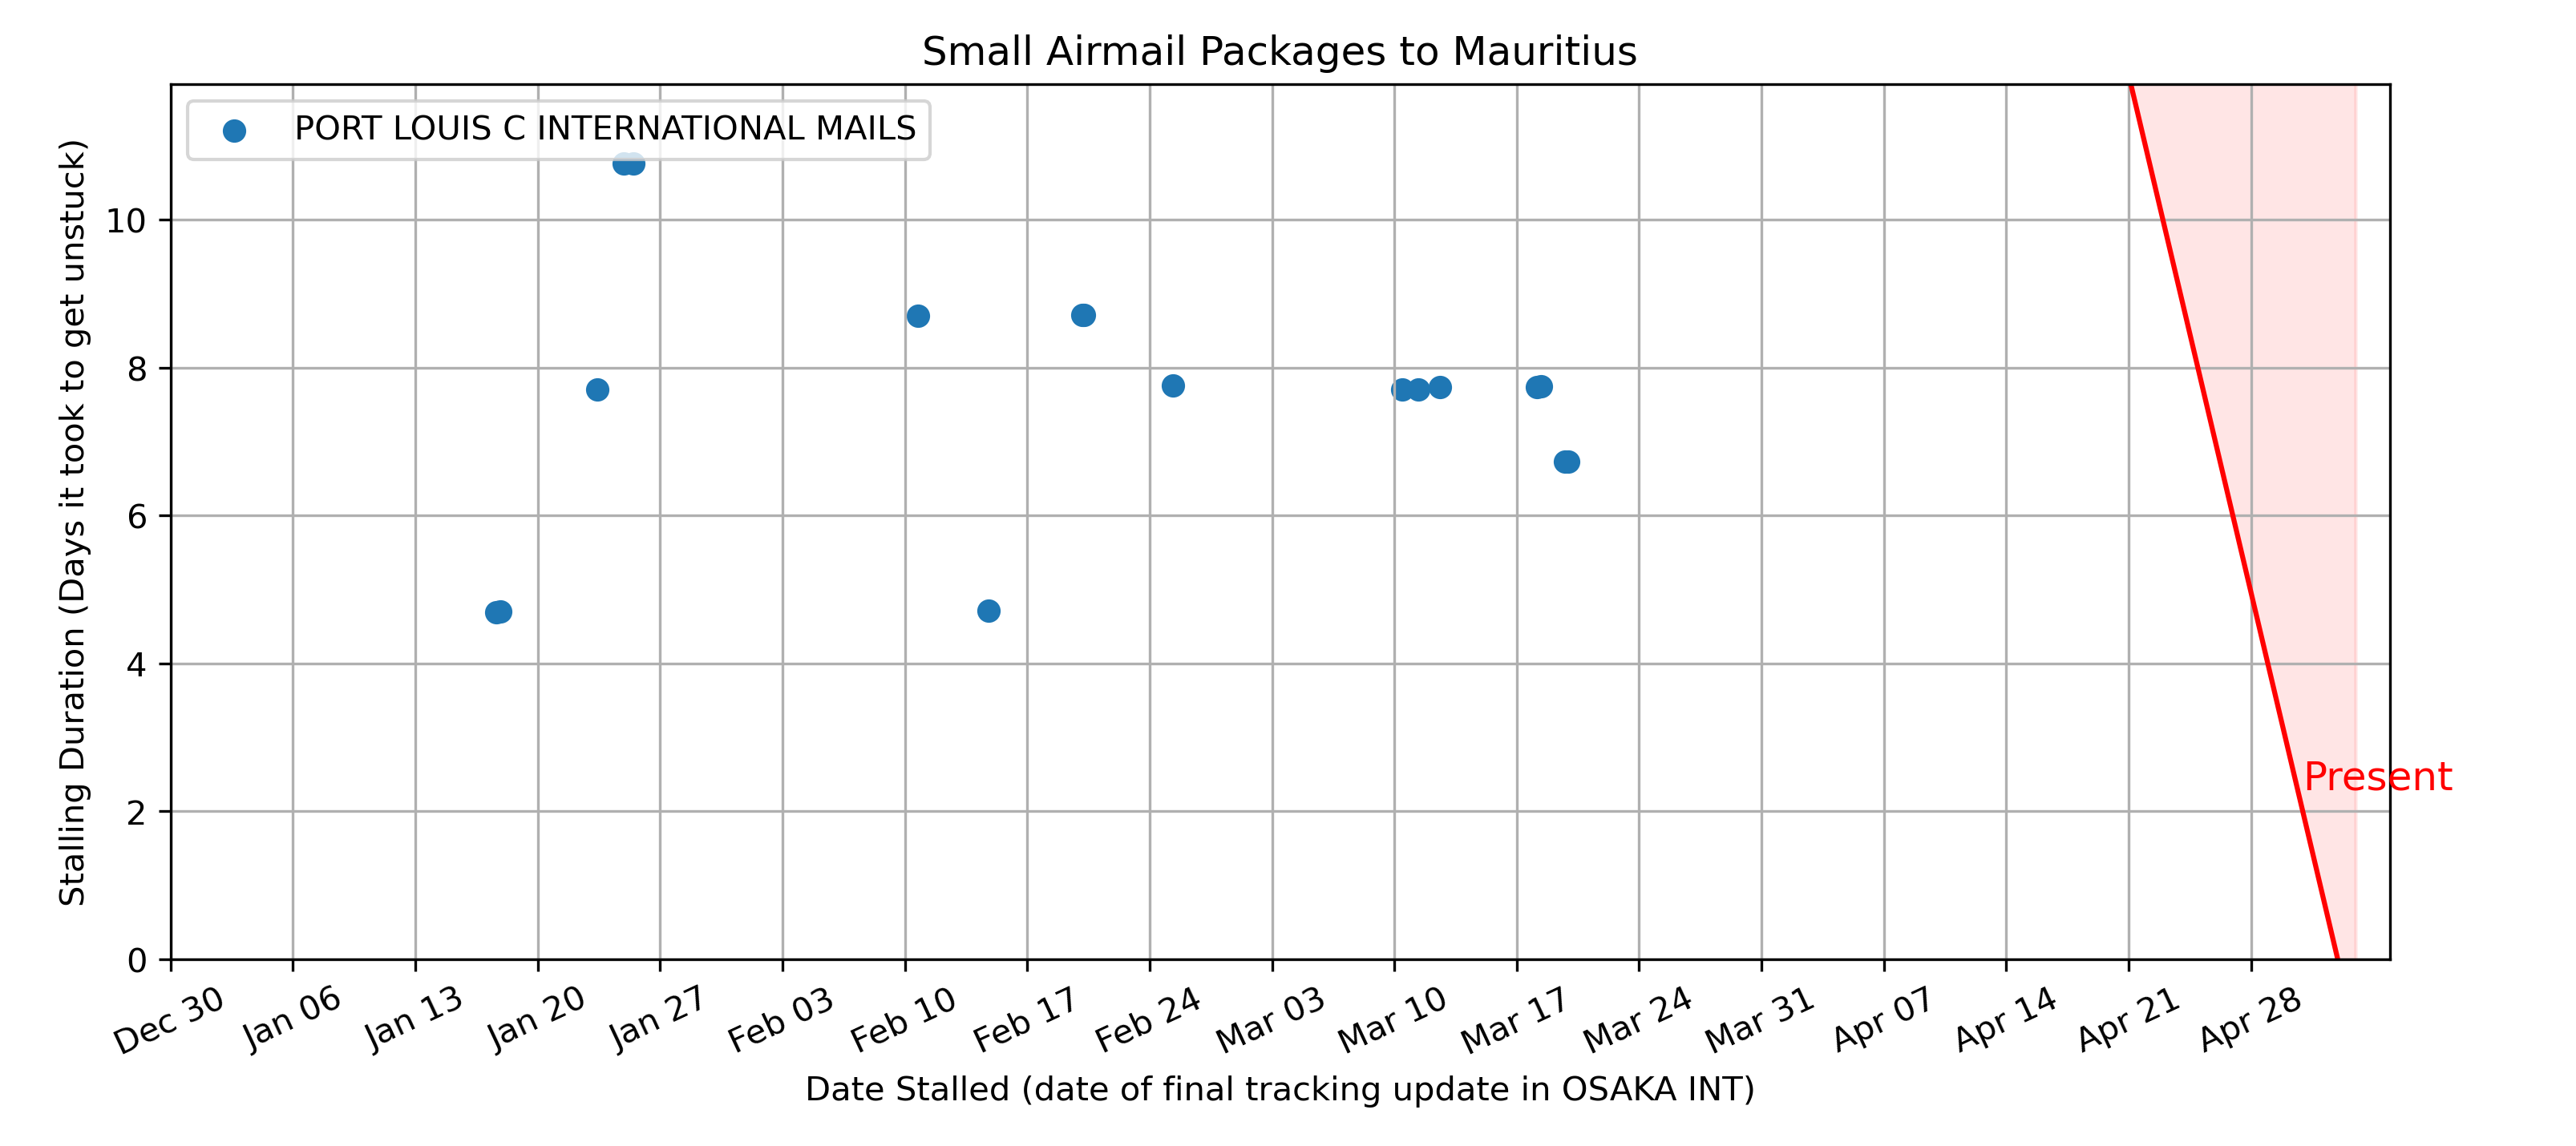 Small Airmail Packages to Mauritius
PORT LOUIS C INTERNATIONAL MAILS
Stalling Duration (Days it took to get unstuck)
10
8
6
4
2
0
Present
Dec 30
Jan 06
Jan 13
Jan 20
Jan 27
Feb 03
Feb 10
Feb 17
Feb 24
Mar 03
Mar 10
Mar 17
Mar 24
Mar 31
Apr 07
Apr 14
Apr 21
Apr 28
Date Stalled (date of final tracking update in OSAKA INT)